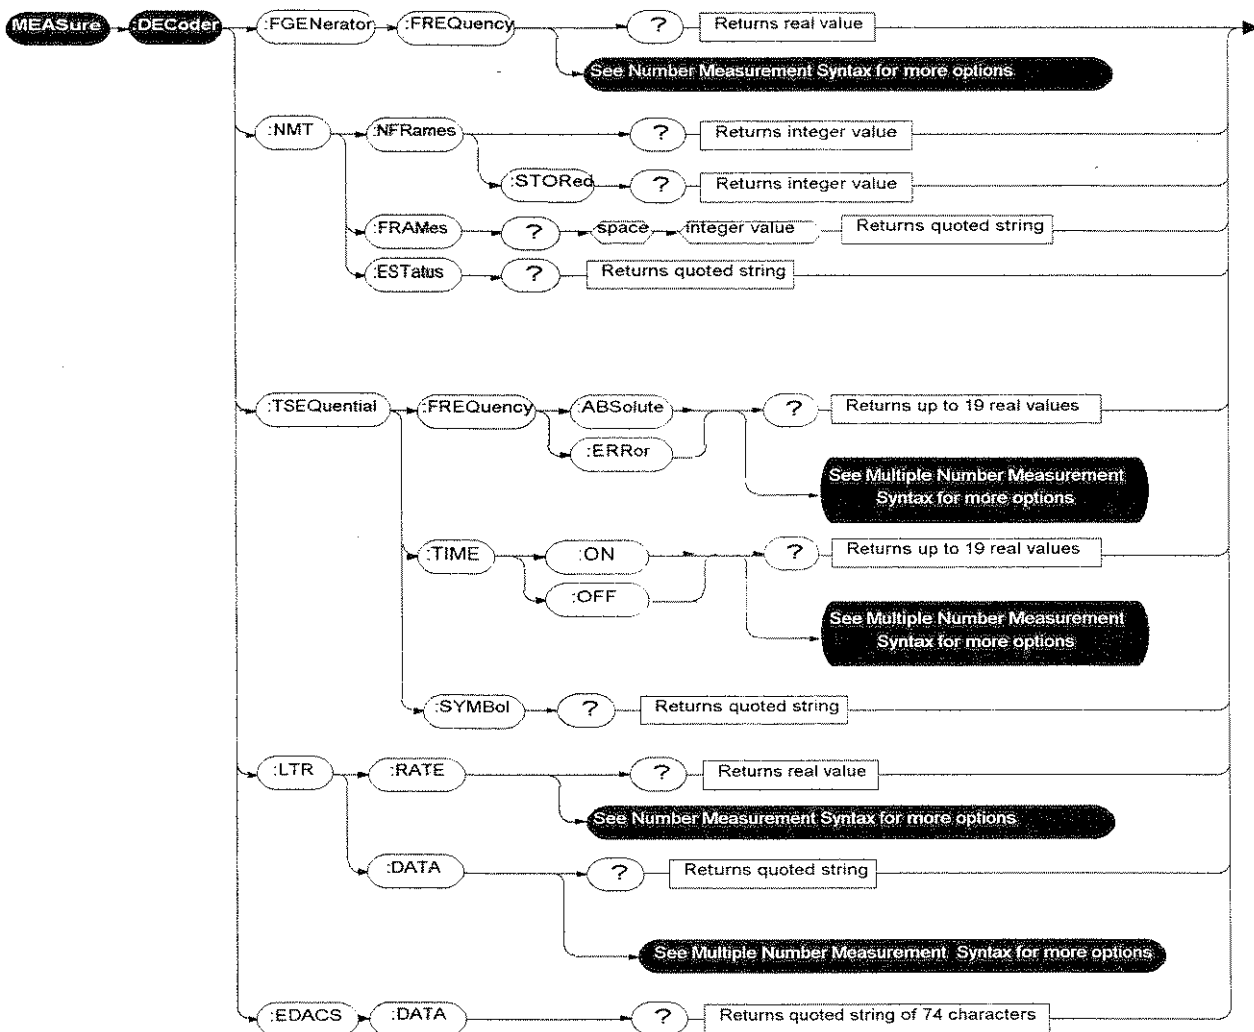 MEASure :DECoder :FGENerator :FREQuency ? Returns real value
See Number Measurement Syntax for more options
:NMT :NFRames ? Returns integer value
:STORed ? Returns integer value
:FRAMes ? space integer value Returns quoted string
:ESTatus ? Returns quoted string
:TSEQuential :FREQuency :ABSolute ? Returns up to 19 real values
:ERRor
See Multiple Number Measurement
Syntax for more options
:TIME :ON ? Returns up to 19 real values
:OFF
See Multiple Number Measurement
Syntax for more options
:SYMBol ? Returns quoted string
:LTR :RATE ? Returns real value
See Number Measurement Syntax for more options
:DATA ? Returns quoted string
See Multiple Number Measurement Syntax for more options
:EDACS :DATA ? Returns quoted string of 74 characters